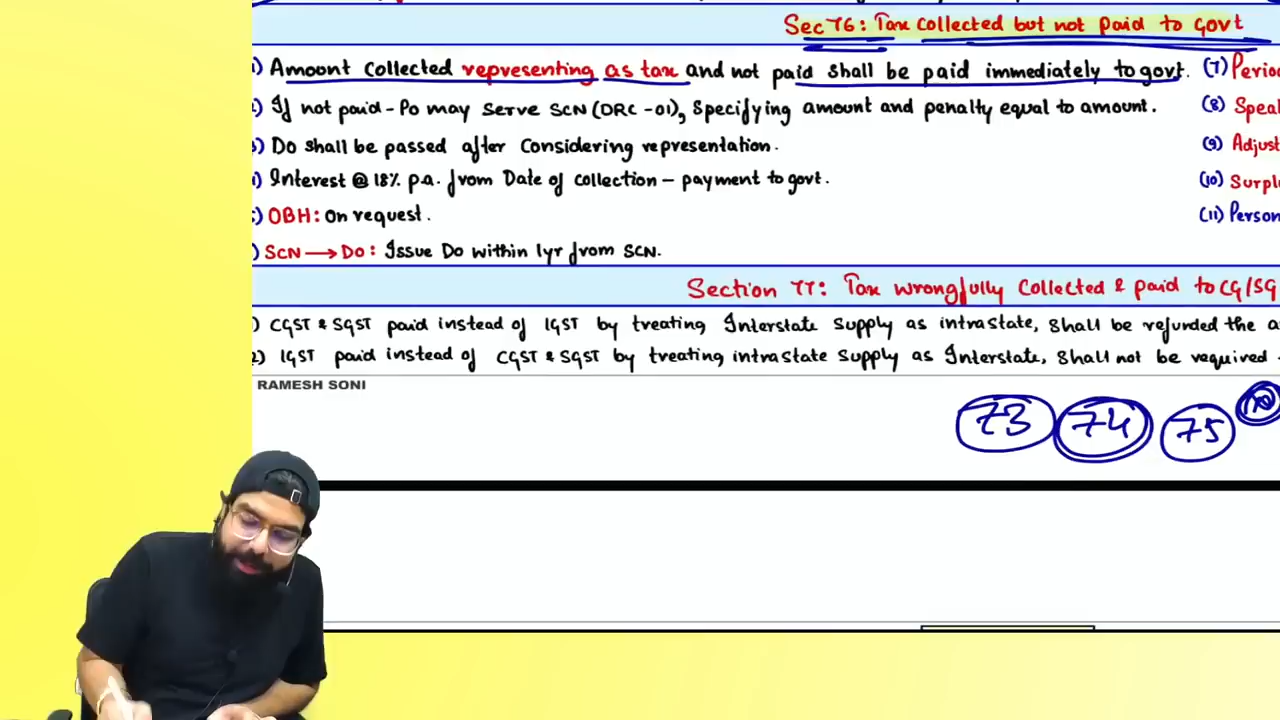 Sec 76: Tax collected but not paid to govt
Amount collected representing as tax and not paid shall be paid immediately to govt.
If not paid - Po may serve SCN (DRC -01), Specifying amount and penalty equal to amount.
Do shall be passed after considering representation.
Interest @ 18% p.a. from Date of collection – payment to govt.
OBH: On request.
SCN → Do: Issue Do within 1yr from SCN.
(7) Perio
(8) Speal
(9) Adjust
(10) Surpl
(11) Person
Section 77: Tax wrongfully collected & paid to CG/SG
) CGST & SGST paid instead of IGST by treating Interstate Supply as intrastate, Shall be refunded the a
2) IGST paid instead of CGST & SGST by treating intrastate supply as Interstate, Shall not be required
RAMESH SONI
73 74 75